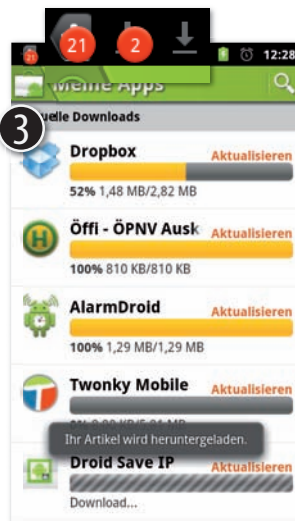 21 2
21 12:28
Meine Apps
elle Downloads
3
Dropbox Aktualisieren
52% 1,48 MB/2,82 MB
H
Öffi - ÖPNV Ausk Aktualisieren
100% 810 KB/810 KB
AlarmDroid Aktualisieren
100% 1,29 MB/1,29 MB
Twonky Mobile Aktualisieren
Ihr Artikel wird heruntergeladen.
Droid Save IP Aktualisieren
Download...